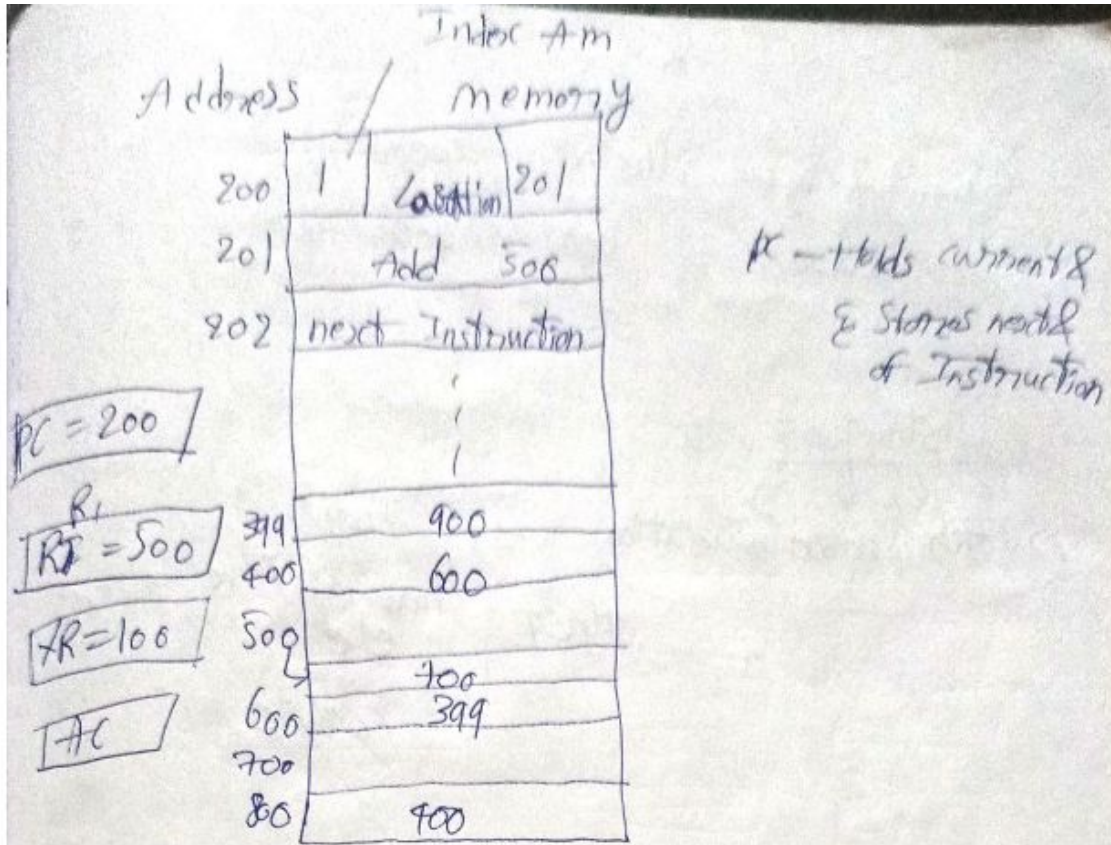 Index Am
Address / memory
200 1 Location 201
201 Add 500
202 next Instruction
PC - Holds current &
& Stores next &
of Instruction
PC = 200
399 900
R1
= 500
400 600
XR = 100
500
700
AC
600 399
700
800 400